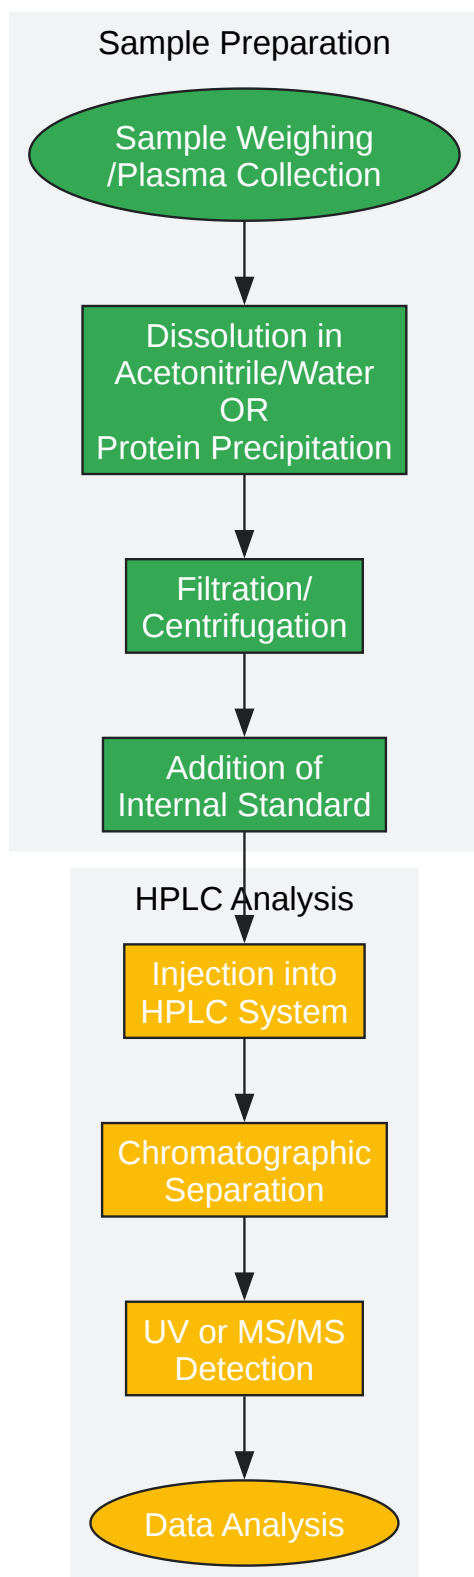 Sample Preparation
Sample Weighing
/Plasma Collection
Dissolution in
Acetonitrile/Water
OR
Protein Precipitation
Filtration/
Centrifugation
Addition of
Internal Standard
HPLC Analysis
Injection into
HPLC System
Chromatographic
Separation
UV or MS/MS
Detection
Data Analysis